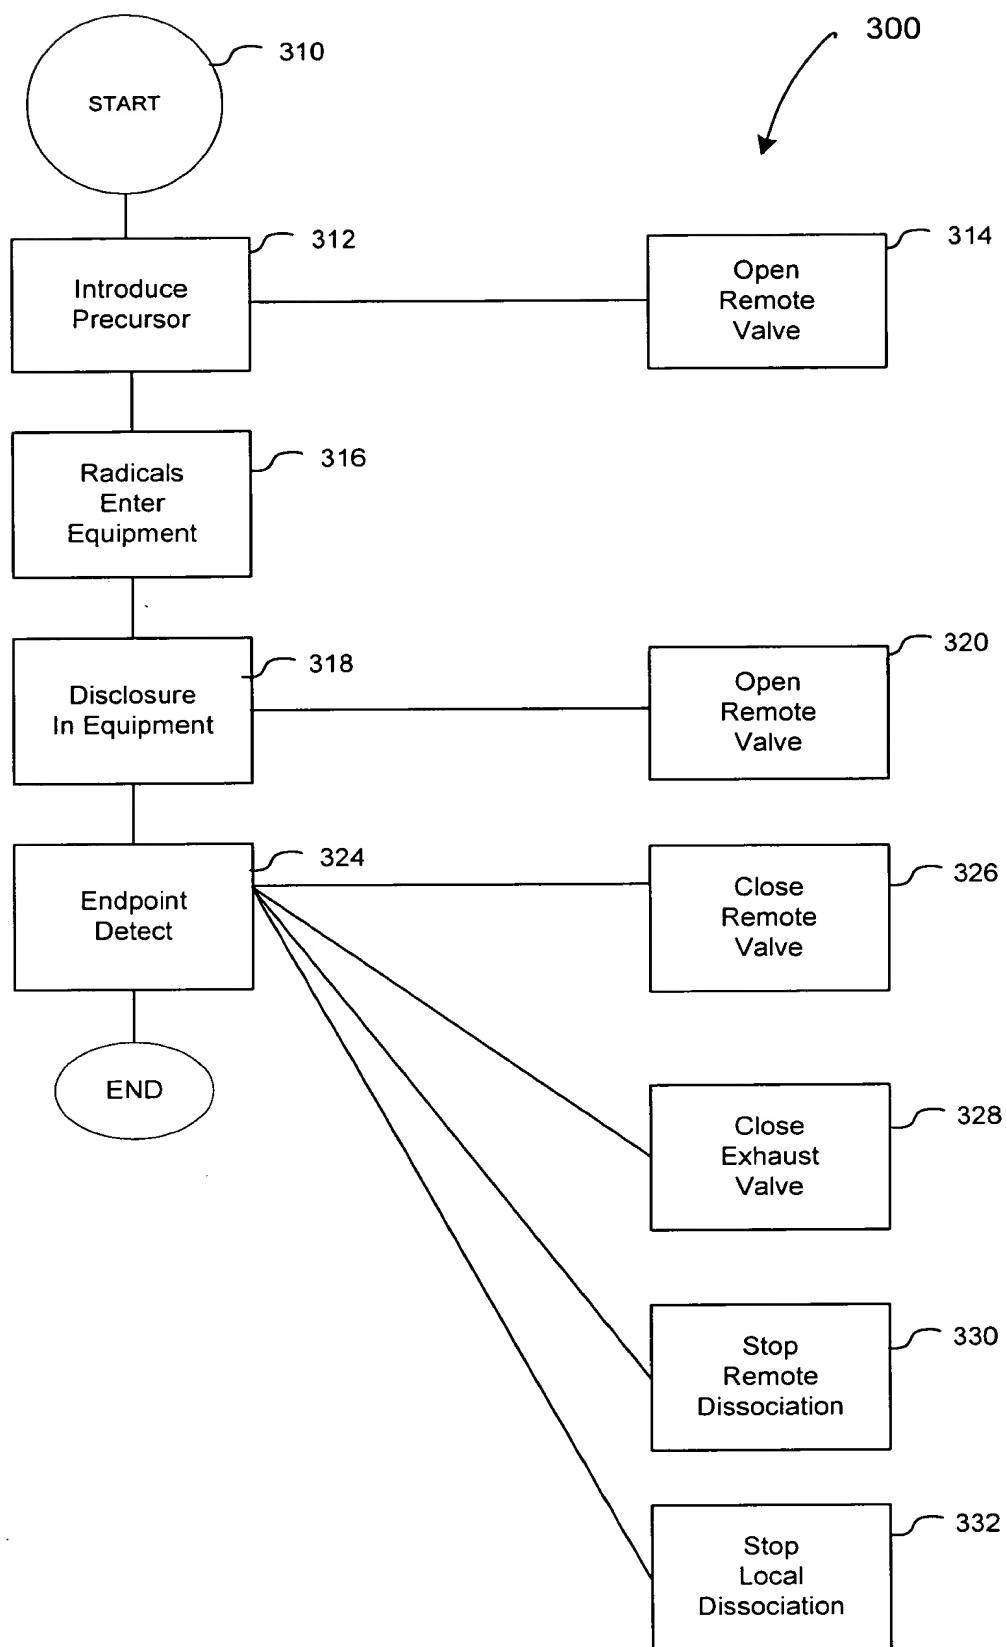 300
310
START
312
Introduce
Precursor
314
Open
Remote
Valve
316
Radicals
Enter
Equipment
318
Disclosure
In Equipment
320
Open
Remote
Valve
324
Endpoint
Detect
326
Close
Remote
Valve
END
328
Close
Exhaust
Valve
330
Stop
Remote
Dissociation
332
Stop
Local
Dissociation